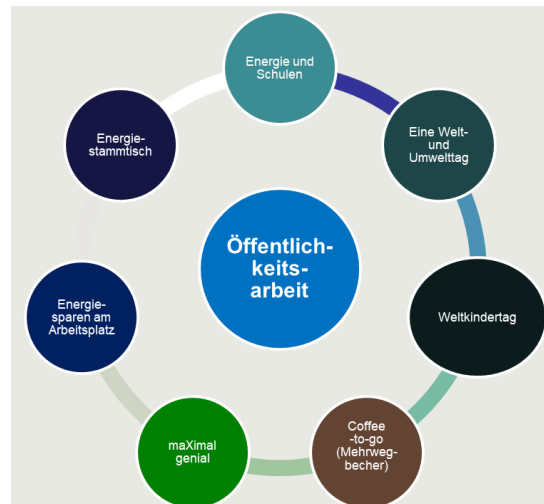 Energie und
Schulen
Eine Welt-
und
Umwelttag
Weltkindertag
Coffee
-to-go
(Mehrweg-
becher)
maXimal
genial
Energie-
sparen am
Arbeitsplatz
Energie-
stammtisch
Öffentlich-
keits-
arbeit